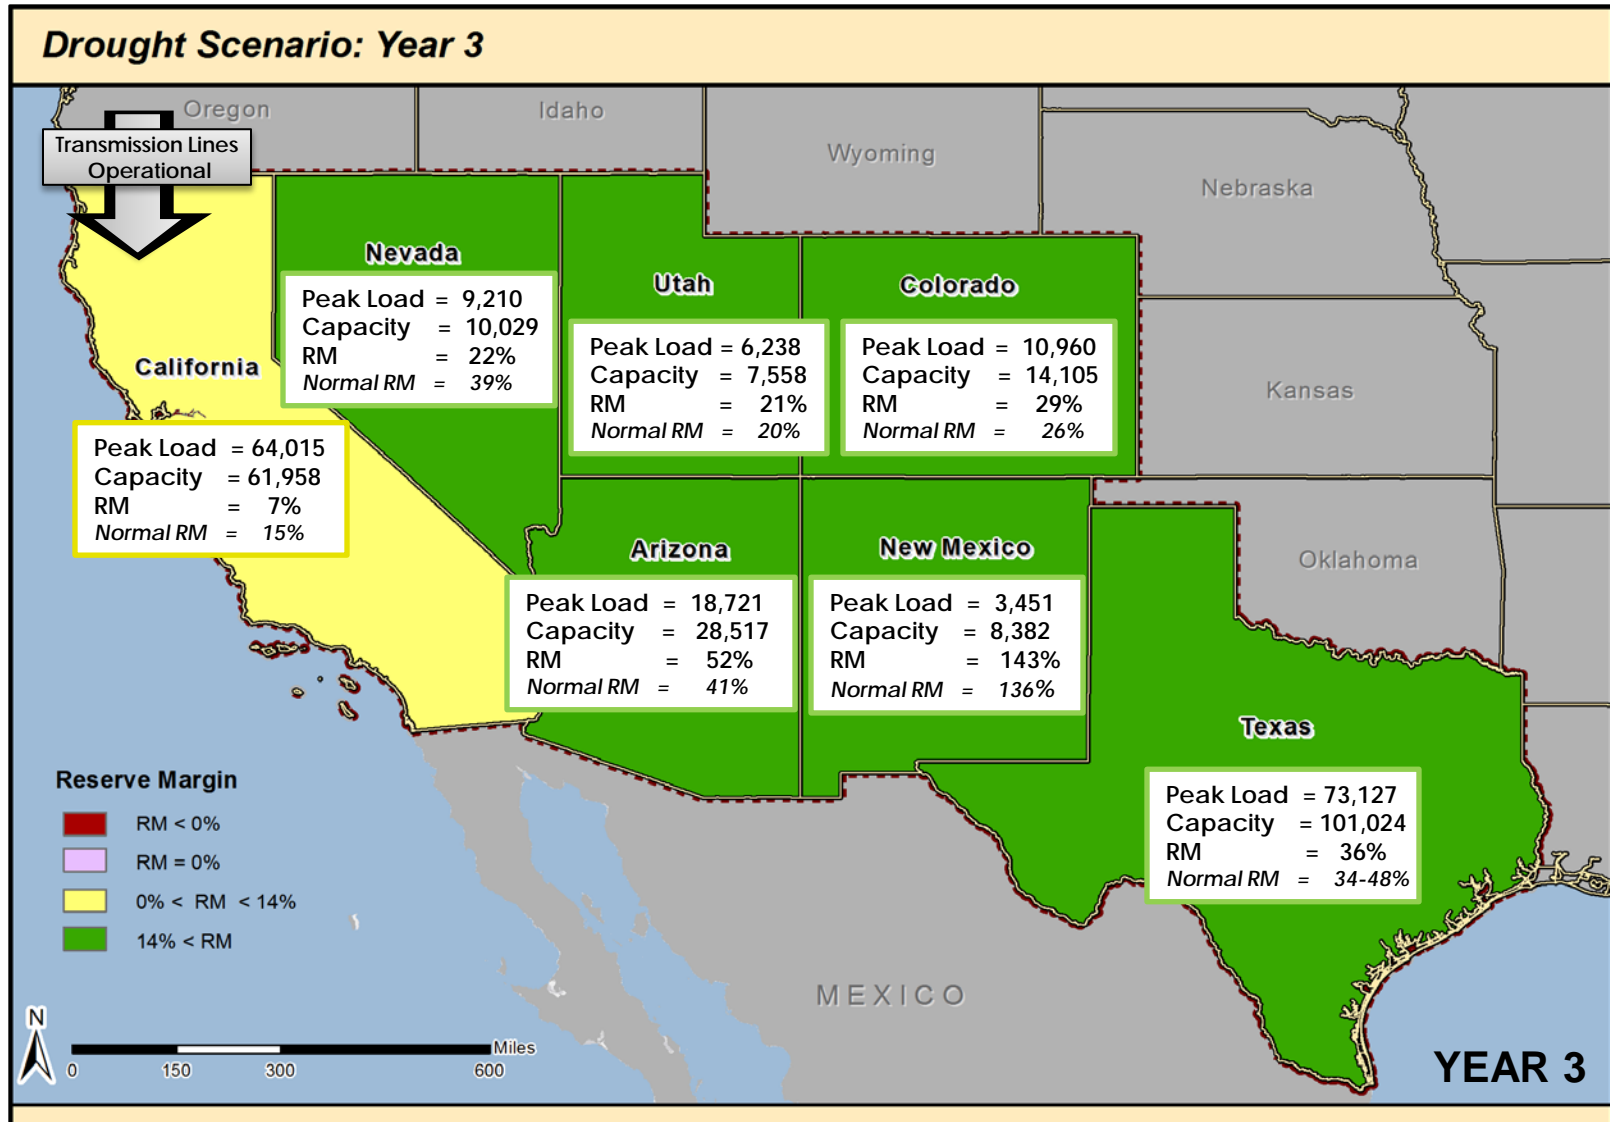 Drought Scenario: Year 3
Oregon
Idaho
Wyoming
Nebraska
Kansas
Oklahoma
MEXICO
Transmission Lines
Operational
Nevada
Peak Load = 9,210
Capacity = 10,029
RM = 22%
Normal RM = 39%
Utah
Peak Load = 6,238
Capacity = 7,558
RM = 21%
Normal RM = 20%
Colorado
Peak Load = 10,960
Capacity = 14,105
RM = 29%
Normal RM = 26%
California
Peak Load = 64,015
Capacity = 61,958
RM = 7%
Normal RM = 15%
Arizona
Peak Load = 18,721
Capacity = 28,517
RM = 52%
Normal RM = 41%
New Mexico
Peak Load = 3,451
Capacity = 8,382
RM = 143%
Normal RM = 136%
Texas
Peak Load = 73,127
Capacity = 101,024
RM = 36%
Normal RM = 34-48%
Reserve Margin
RM < 0%
RM = 0%
0% < RM < 14%
14% < RM
N
Miles
0 150 300 600
YEAR 3